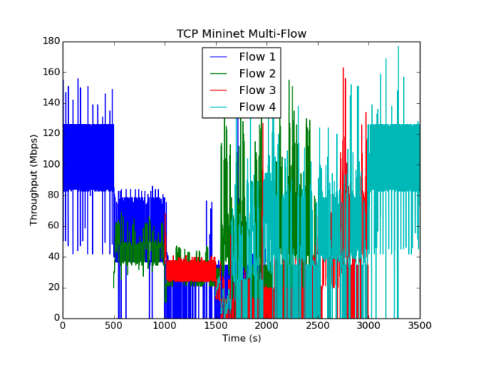 TCP Mininet Multi-Flow
Throughput (Mbps)
180
160
140
120
100
80
60
40
20
0
Flow 1
Flow 2
Flow 3
Flow 4
0 500 1000 1500 2000 2500 3000 3500
Time (s)